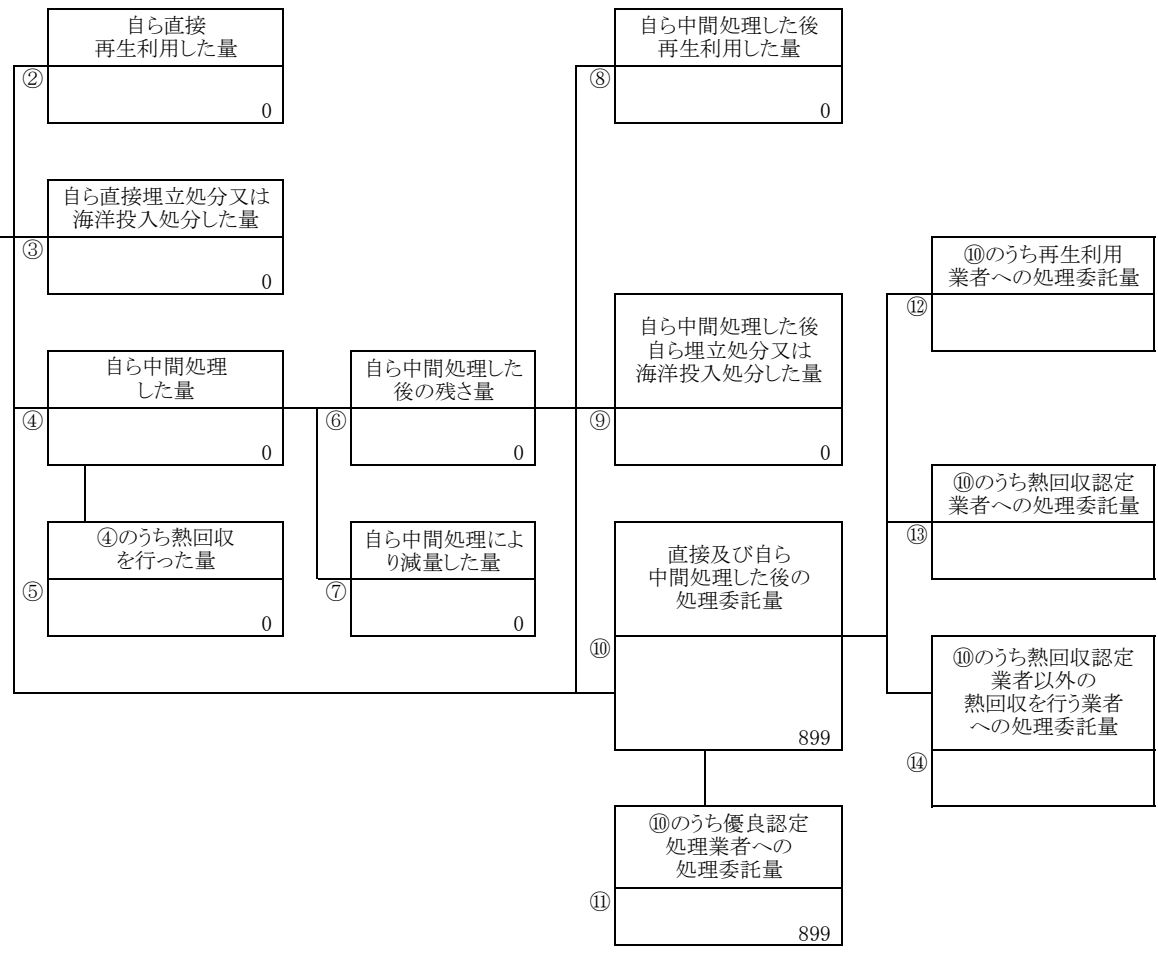 自ら直接
再生利用した量
②
0
自ら直接埋立処分又は
海洋投入処分した量
③
0
自ら中間処理
した量
④
0
④のうち熱回収
を行った量
⑤
0
自ら中間処理した
後の残さ量
⑥
0
自ら中間処理によ
り減量した量
⑦
0
自ら中間処理した後
再生利用した量
⑧
0
自ら中間処理した後
自ら埋立処分又は
海洋投入処分した量
⑨
0
直接及び自ら
中間処理した後の
処理委託量
⑩
899
⑩のうち優良認定
処理業者への
処理委託量
⑪
899
⑩のうち再生利用
業者への処理委託量
⑫
⑩のうち熱回収認定
業者への処理委託量
⑬
⑩のうち熱回収認定
業者以外の
熱回収を行う業者
への処理委託量
⑭